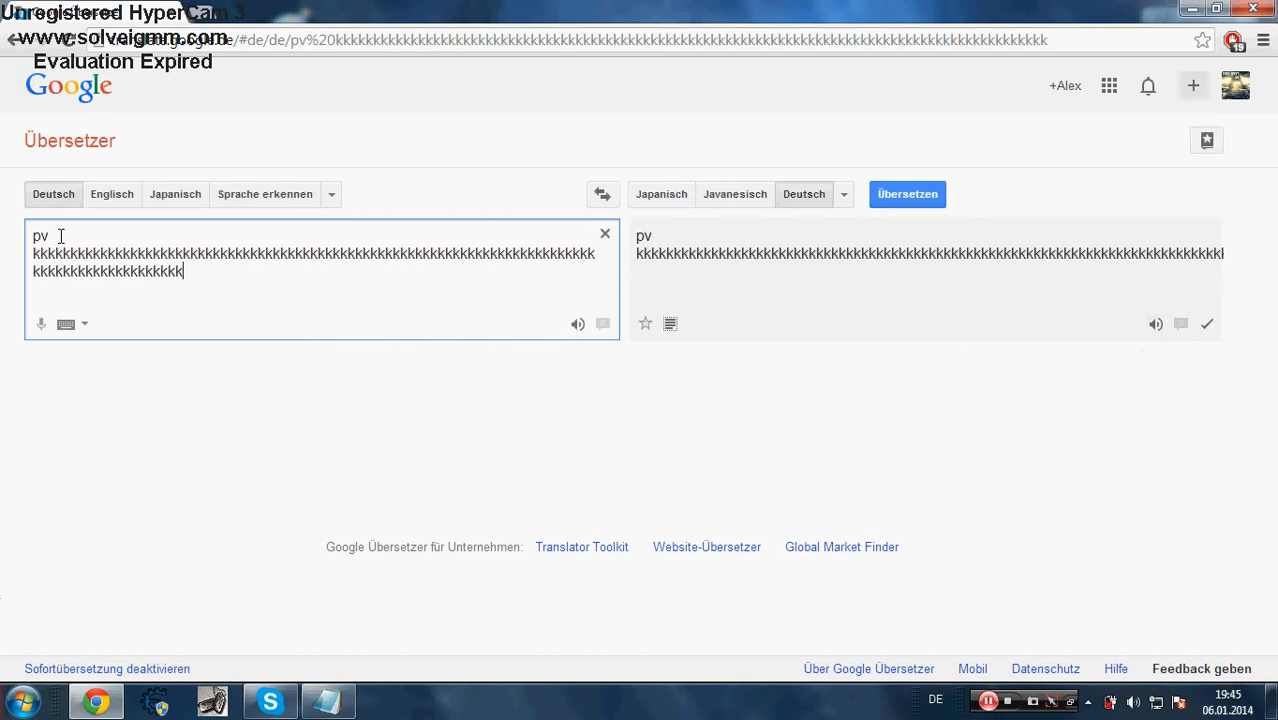 Unregistered HyperCam 3
www.solveigmm.com
Evaluation Expired
Google
+Alex
Übersetzer
Deutsch Englisch Japanisch Sprache erkennen Japanisch Javanesisch Deutsch Übersetzen
pv
pv
Google Übersetzer für Unternehmen: Translator Toolkit Website-Übersetzer Global Market Finder
Sofortübersetzung deaktivieren Über Google Übersetzer Mobil Datenschutz Hilfe Feedback geben
DE
19:45
06.01.2014
19